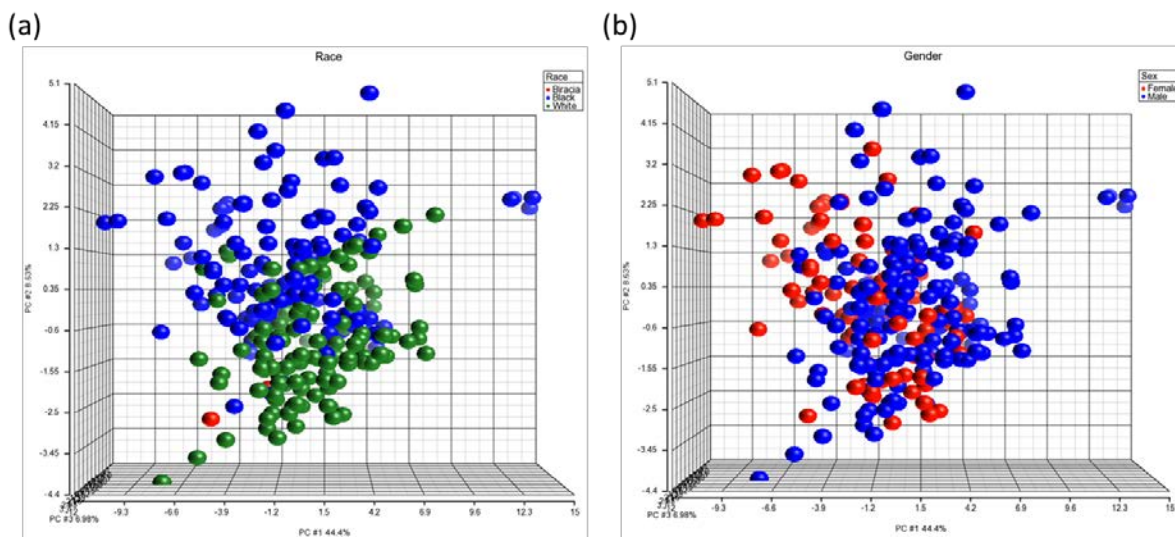 (a)
Race
Race
Biracia
Black
White
5.1
4.15
3.2
2.25
1.3
0.35
-0.6
-1.55
-2.5
-3.45
-4.4
PC #2 8.63%
PC #3 6.98%
-9.3
-6.6
-3.9
-1.2
1.5
4.2
6.9
9.6
12.3
15
PC #1 44.4%
(b)
Gender
Sex
Female
Male
5.1
4.15
3.2
2.25
1.3
0.35
-0.6
-1.55
-2.5
-3.45
-4.4
PC #2 8.63%
PC #3 6.98%
-9.3
-6.6
-3.9
-1.2
1.5
4.2
6.9
9.6
12.3
15
PC #1 44.4%